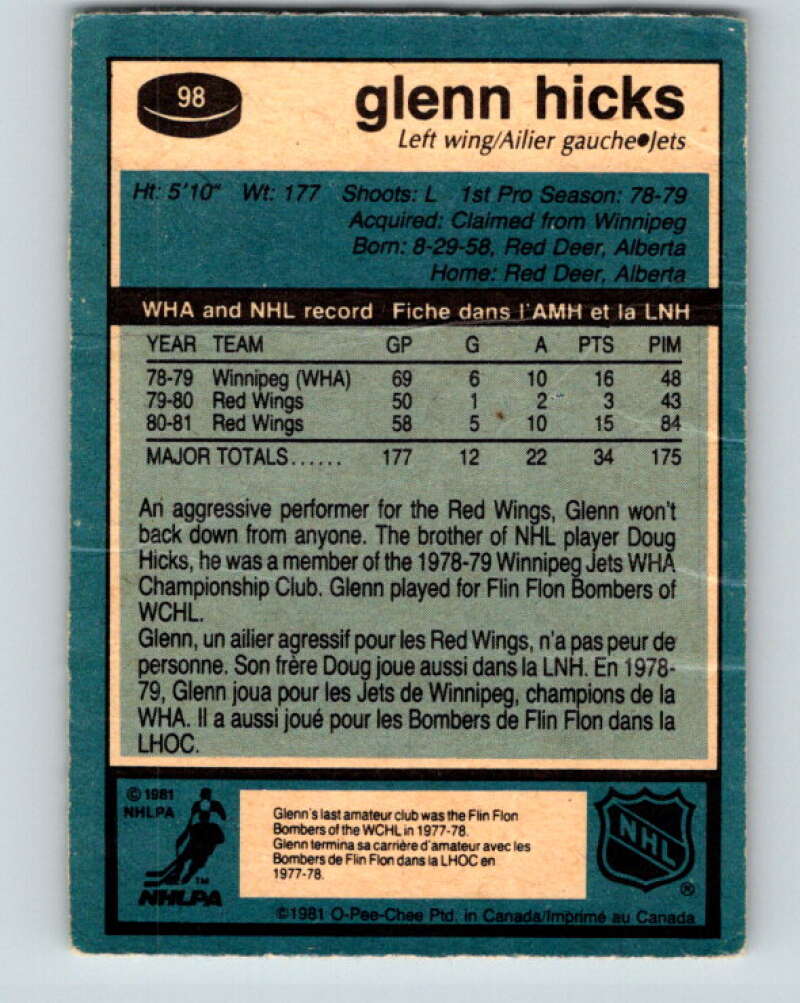 98
glenn hicks
Left wing/Ailier gauche●Jets
Ht: 5'10" Wt: 177 Shoots: L 1st Pro Season: 78-79
Acquired: Claimed from Winnipeg
Born: 8-29-58, Red Deer, Alberta
Home: Red Deer, Alberta
WHA and NHL record Fiche dans l'AMH et la LNH
YEAR TEAM GP G A PTS PIM
78-79 Winnipeg (WHA) 69 6 10 16 48
79-80 Red Wings 50 1 2 3 43
80-81 Red Wings 58 5 10 15 84
MAJOR TOTALS...... 177 12 22 34 175
An aggressive performer for the Red Wings, Glenn won't
back down from anyone. The brother of NHL player Doug
Hicks, he was a member of the 1978-79 Winnipeg Jets WHA
Championship Club. Glenn played for Flin Flon Bombers of
WCHL.
Glenn, un ailier agressif pour les Red Wings, n'a pas peur de
personne. Son frère Doug joue aussi dans la LNH. En 1978-
79, Glenn joua pour les Jets de Winnipeg, champions de la
WHA. Il a aussi joué pour les Bombers de Flin Flon dans la
LHOC.
© 1981
NHLPA
TM
NHLPA
Glenn's last amateur club was the Flin Flon
Bombers of the WCHL in 1977-78.
Glenn termina sa carrière d'amateur avec les
Bombers de Flin Flon dans la LHOC en
1977-78.
NHL
®
©1981 O-Pee-Chee Ptd. in Canada/Imprimé au Canada